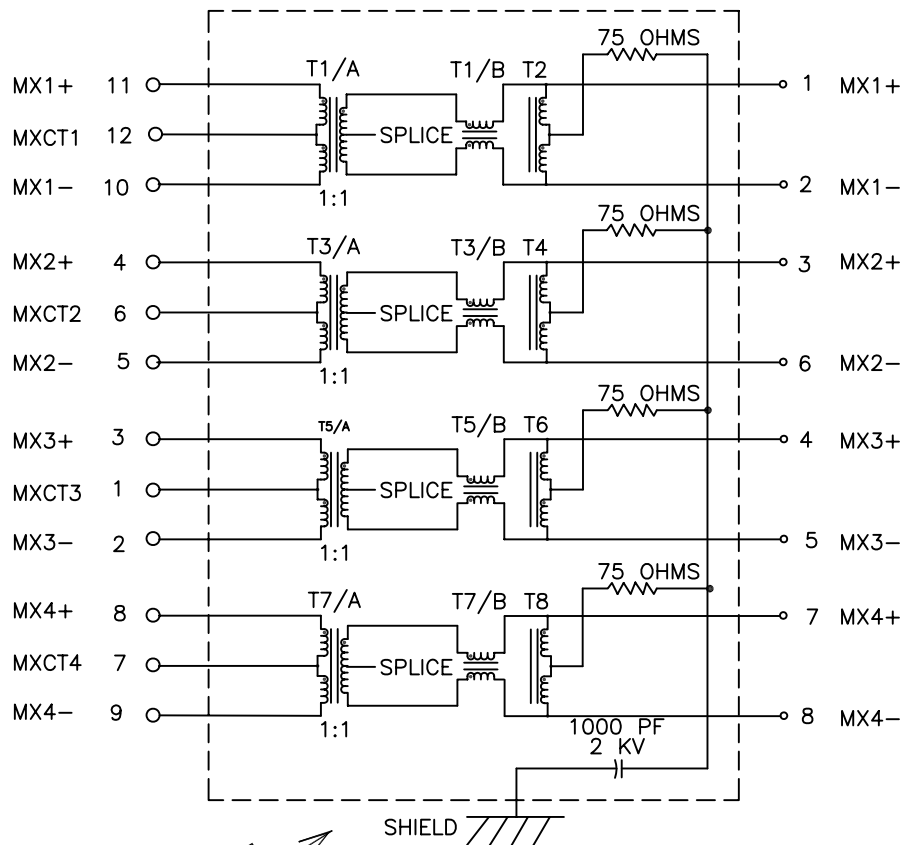 75 OHMS
T1/A T1/B T2
MX1+ 11 1 MX1+
MXCT1 12 SPLICE
MX1- 10 2 MX1-
1:1
75 OHMS
T3/A T3/B T4
MX2+ 4 3 MX2+
MXCT2 6 SPLICE
MX2- 5 6 MX2-
1:1
75 OHMS
T5/A T5/B T6
MX3+ 3 4 MX3+
MXCT3 1 SPLICE
MX3- 2 5 MX3-
1:1
75 OHMS
T7/A T7/B T8
MX4+ 8 7 MX4+
MXCT4 7 SPLICE
MX4- 9 8 MX4-
1:1
1000 PF
2 KV
SHIELD